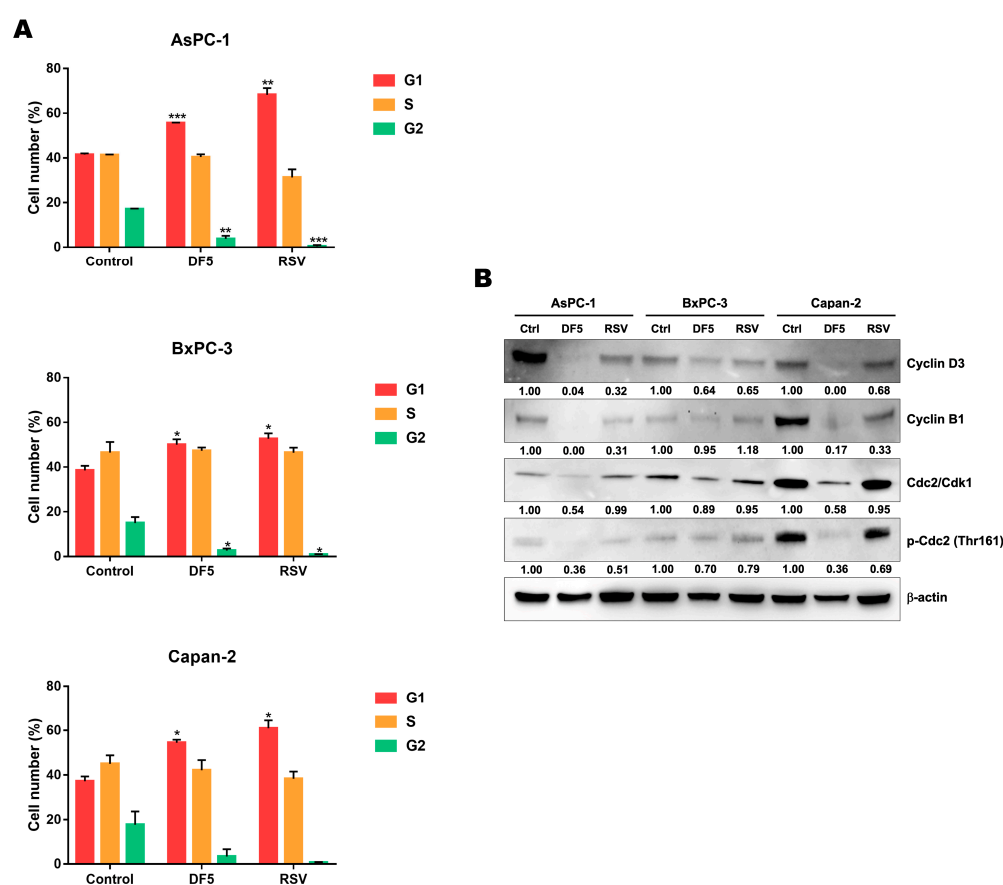 A
AsPC-1
80
60
40
20
0
Cell number (%)
***
**
**
***
Control DF5 RSV
G1
S
G2
BxPC-3
80
60
40
20
0
Cell number (%)
*
*
*
*
Control DF5 RSV
G1
S
G2
Capan-2
80
60
40
20
0
Cell number (%)
*
*
Control DF5 RSV
G1
S
G2
B
AsPC-1 BxPC-3 Capan-2
Ctrl DF5 RSV Ctrl DF5 RSV Ctrl DF5 RSV
Cyclin D3
1.00 0.04 0.32 1.00 0.64 0.65 1.00 0.00 0.68
Cyclin B1
1.00 0.00 0.31 1.00 0.95 1.18 1.00 0.17 0.33
Cdc2/Cdk1
1.00 0.54 0.99 1.00 0.89 0.95 1.00 0.58 0.95
p-Cdc2 (Thr161)
1.00 0.36 0.51 1.00 0.70 0.79 1.00 0.36 0.69
β-actin